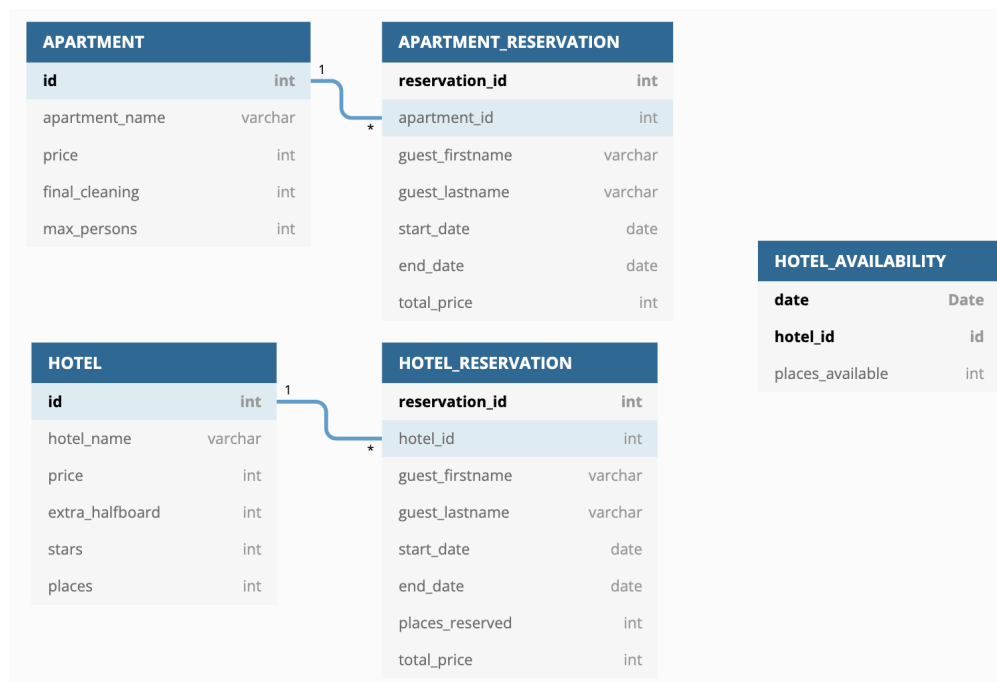 APARTMENT
id int
apartment_name varchar
price int
final_cleaning int
max_persons int
1
*
APARTMENT_RESERVATION
reservation_id int
apartment_id int
guest_firstname varchar
guest_lastname varchar
start_date date
end_date date
total_price int
HOTEL_AVAILABILITY
date Date
hotel_id id
places_available int
HOTEL
id int
hotel_name varchar
price int
extra_halfboard int
stars int
places int
1
*
HOTEL_RESERVATION
reservation_id int
hotel_id int
guest_firstname varchar
guest_lastname varchar
start_date date
end_date date
places_reserved int
total_price int